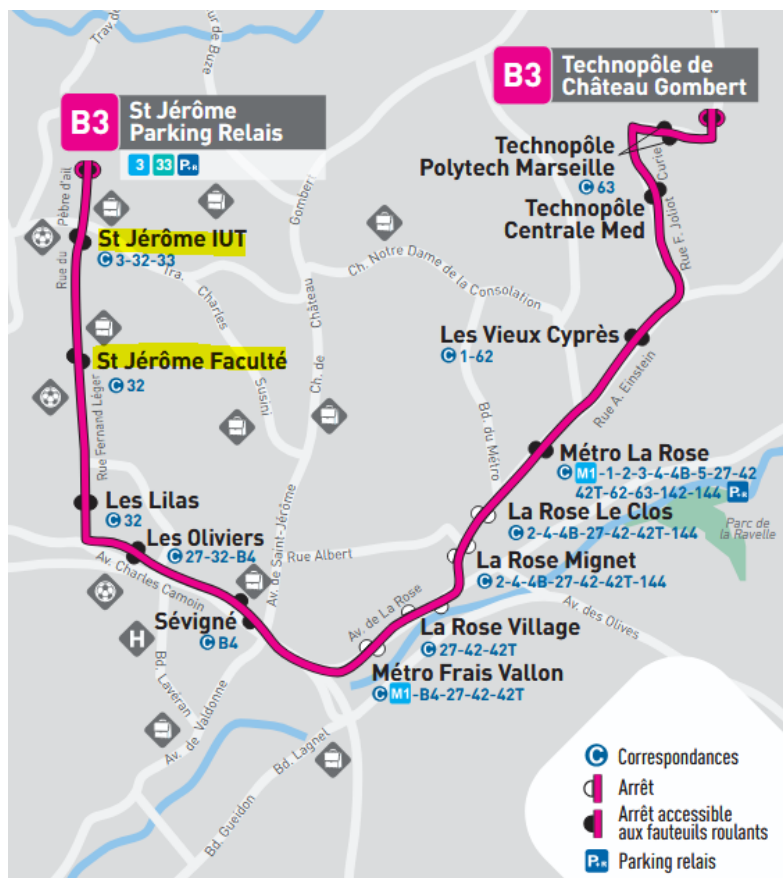 B3
St Jérôme
Parking Relais
3 33 P+R
B3
Technopôle de
Château Gombert
Technopôle
Polytech Marseille
C 63
Technopôle
Centrale Med
St Jérôme IUT
C 3-32-33
St Jérôme Faculté
C 32
Les Lilas
C 32
Les Oliviers
C 27-32-B4
Sévigné
C B4
Les Vieux Cyprès
C 1-62
Métro La Rose
C M1-1-2-3-4-4B-5-27-42
42T-62-63-142-144 P+R
La Rose Le Clos
C 2-4-4B-27-42-42T-144
La Rose Mignet
C 2-4-4B-27-42-42T-144
La Rose Village
C 27-42-42T
Métro Frais Vallon
C M1-B4-27-42-42T
Rue du
Pèbre d'ail
Tra. Charles Susini
Gombert
Ch. de Château
Ch. Notre Dame de la Consolation
Rue F. Joliot Curie
Rue A. Einstein
Bd. du Métro
Rue Fernand Léger
Av. Charles Camoin
Av. de Saint-Jérôme
Rue Albert
Av. de La Rose
Av. des Olives
Parc de
la Ravelle
H
Bd. Lavéran
Av. de Valdonne
Bd. Lagnel
Bd. Gueidon
C Correspondances
Arrêt
Arrêt accessible
aux fauteuils roulants
P+R Parking relais